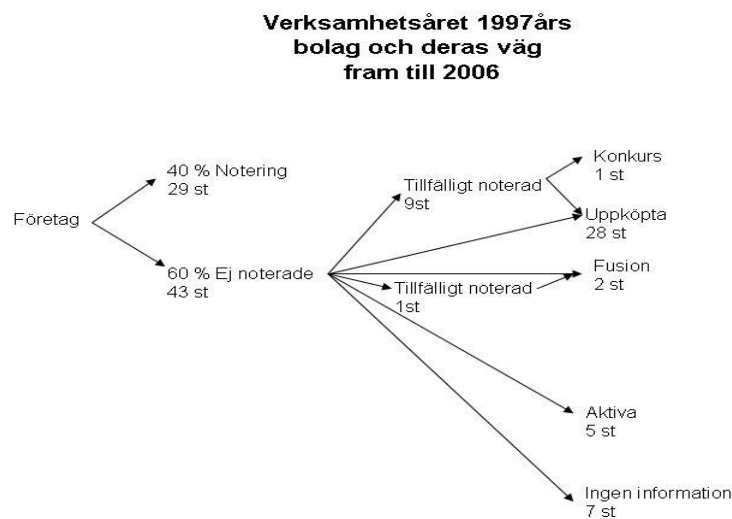 Verksamhetsåret 1997års
bolag och deras väg
fram till 2006
Företag
40 % Notering
29 st
60 % Ej noterade
43 st
Tillfälligt noterad
9st
Tillfälligt noterad
1st
Konkurs
1 st
Uppköpta
28 st
Fusion
2 st
Aktiva
5 st
Ingen information
7 st